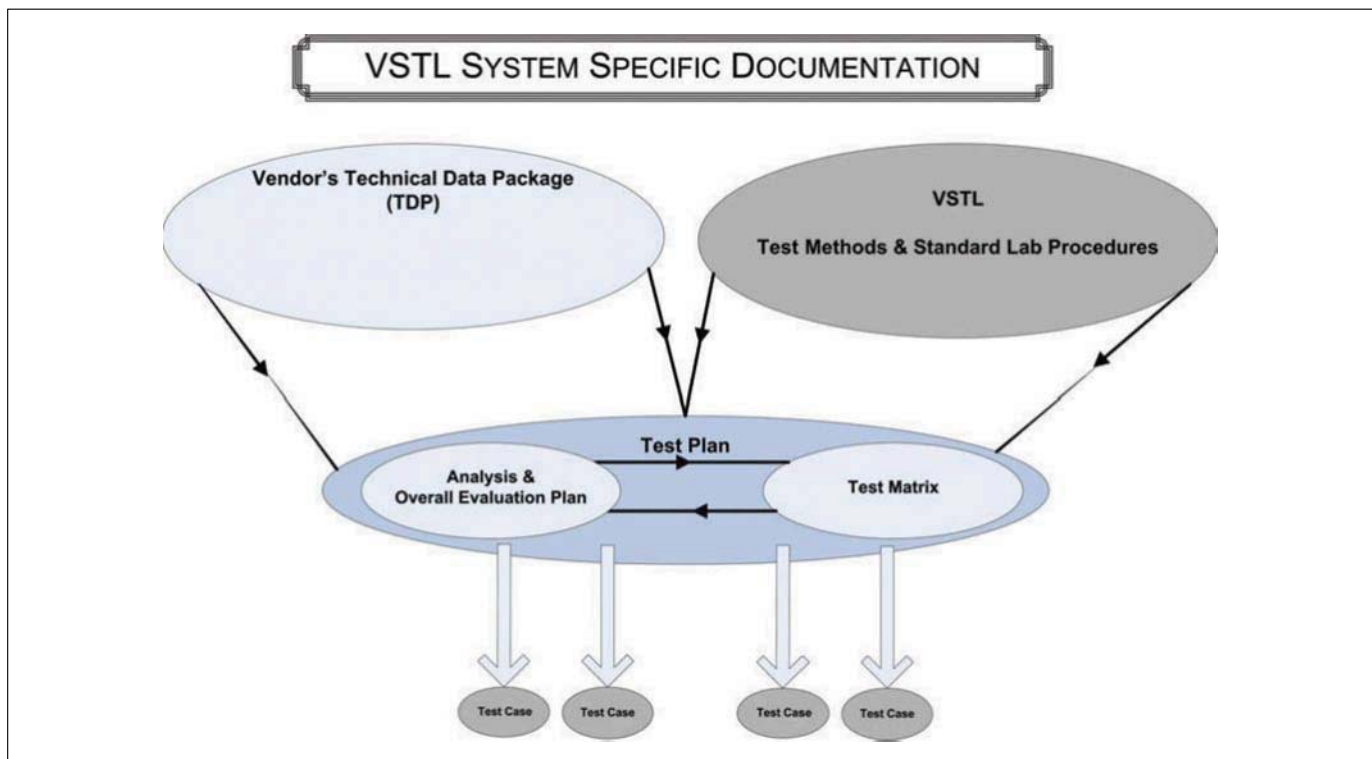 VSTL SYSTEM SPECIFIC DOCUMENTATION
Vendor's Technical Data Package
(TDP)
VSTL
Test Methods & Standard Lab Procedures
Test Plan
Analysis &
Overall Evaluation Plan
Test Matrix
Test Case
Test Case
Test Case
Test Case